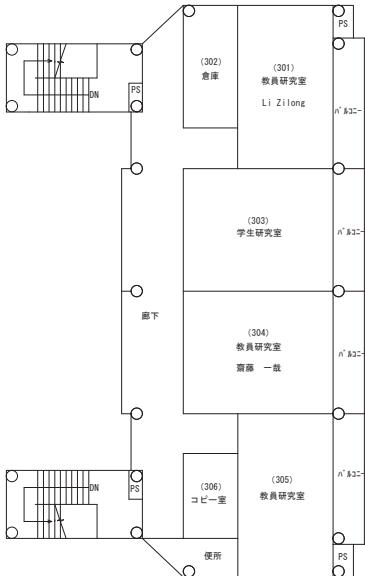 PS
(302)
倉庫
(301)
教員研究室
Li Zilong
DN
PS
ﾊﾞﾙｺﾆｰ
(303)
学生研究室
ﾊﾞﾙｺﾆｰ
廊下
(304)
教員研究室
齋藤　一哉
ﾊﾞﾙｺﾆｰ
DN
PS
(306)
コピー室
(305)
教員研究室
ﾊﾞﾙｺﾆｰ
便所
PS